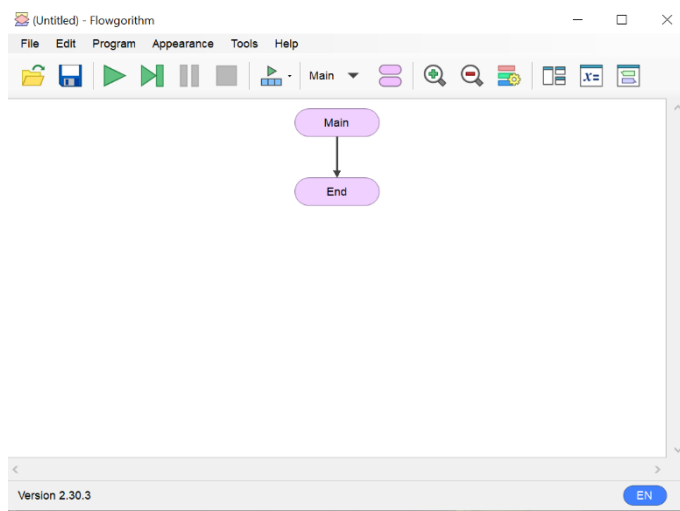 (Untitled) - Flowgorithm
File Edit Program Appearance Tools Help
Main
x=
Main
End
Version 2.30.3
EN